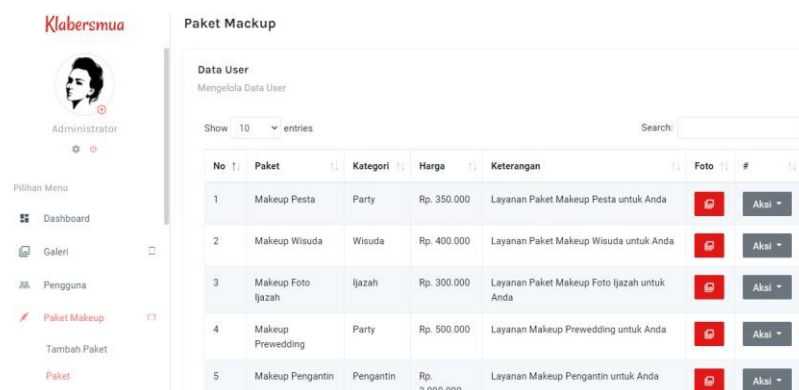 Klabersmua
Paket Mackup
Administrator
Pilihan Menu
Dashboard
Galeri
Pengguna
Paket Makeup
Tambah Paket
Paket
Data User
Mengelola Data User
Show 10 entries
Search:
No Paket Kategori Harga Keterangan Foto #
1 Makeup Pesta Party Rp. 350.000 Layanan Paket Makeup Pesta untuk Anda Aksi
2 Makeup Wisuda Wisuda Rp. 400.000 Layanan Paket Makeup Wisuda untuk Anda Aksi
3 Makeup Foto Ijazah Rp. 300.000 Layanan Paket Makeup Foto Ijazah untuk Aksi
Ijazah Anda
4 Makeup Party Rp. 500.000 Layanan Makeup Prewedding untuk Anda Aksi
Prewedding
5 Makeup Pengantin Pengantin Rp. Layanan Makeup Pengantin untuk Anda Aksi